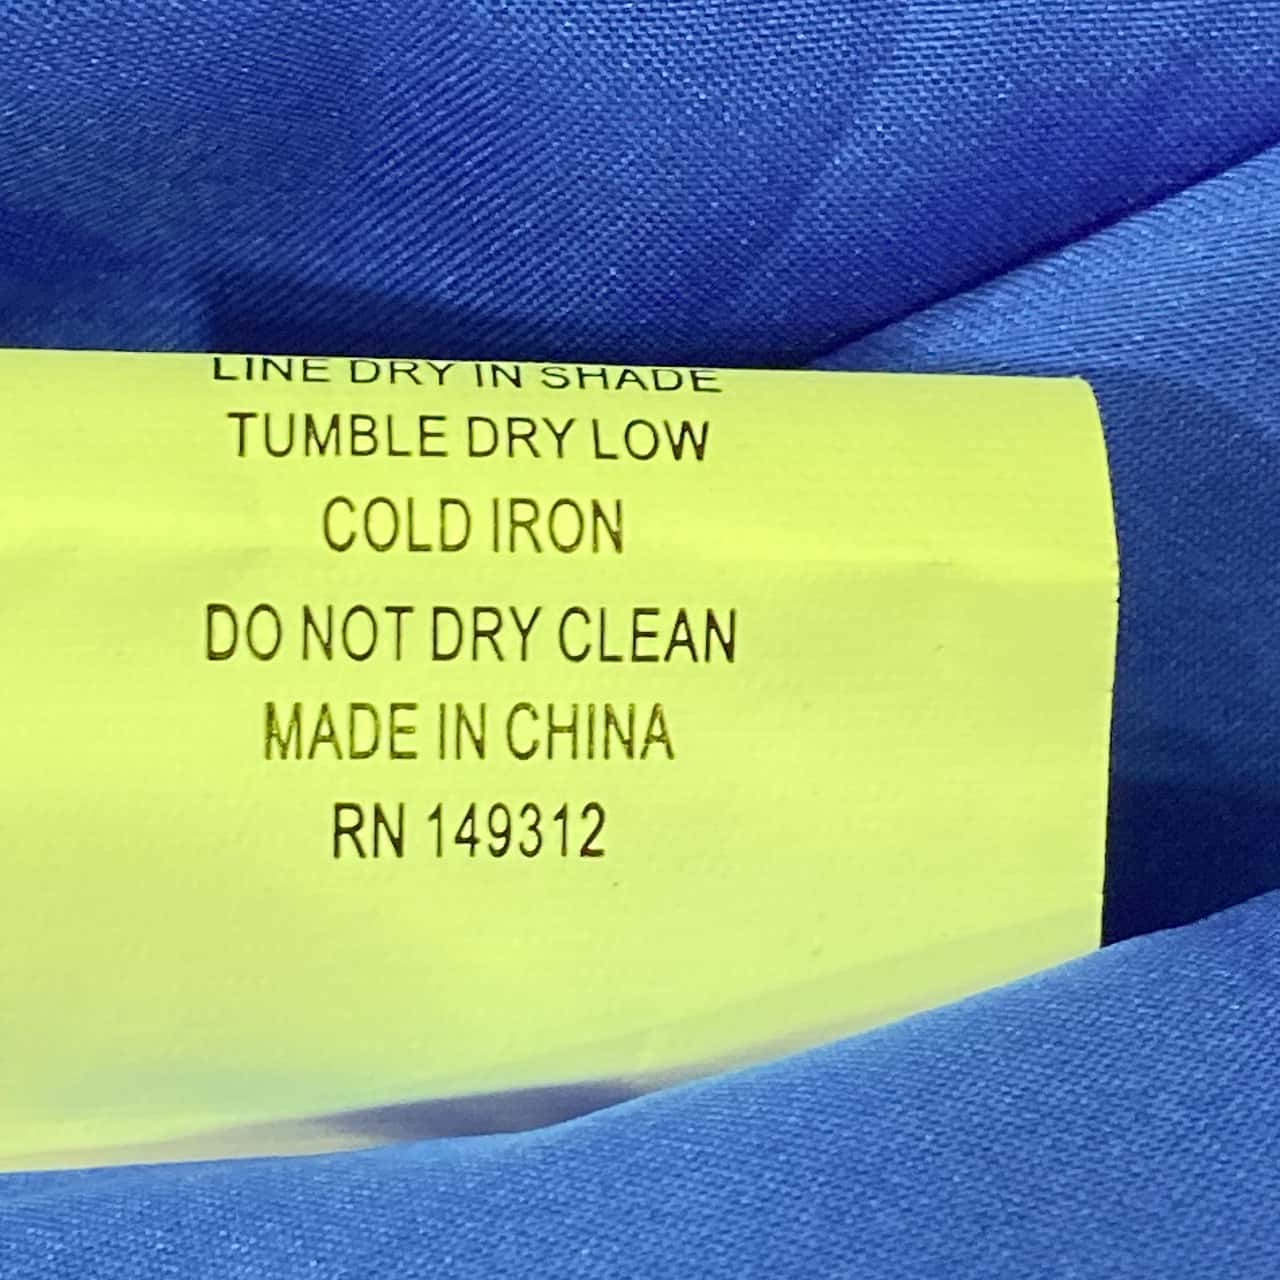 LINE DRY IN SHADE
TUMBLE DRY LOW
COLD IRON
DO NOT DRY CLEAN
MADE IN CHINA
RN 149312